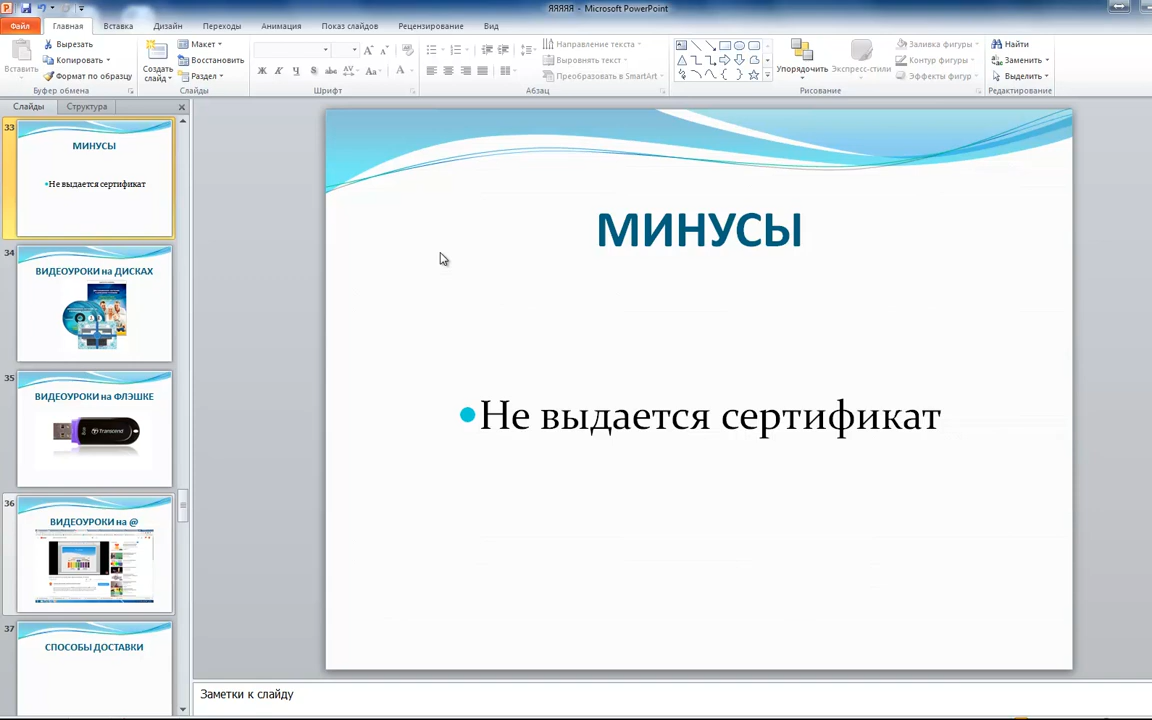 ЯЯЯЯЯ - Microsoft PowerPoint
Файл Главная Вставка Дизайн Переходы Анимация Показ слайдов Рецензирование Вид
Вставить
Вырезать
Копировать
Формат по образцу
Буфер обмена
Создать слайд
Макет
Восстановить
Раздел
Слайды
Ж К Ч S abc AV Aa A
Шрифт
Направление текста
Выровнять текст
Преобразовать в SmartArt
Абзац
Упорядочить
Экспресс-стили
Заливка фигуры
Контур фигуры
Эффекты фигур
Рисование
Найти
Заменить
Выделить
Редактирование
Слайды Структура
33
МИНУСЫ
Не выдается сертификат
34
ВИДЕОУРОКИ на ДИСКАХ
35
ВИДЕОУРОКИ на ФЛЭШКЕ
Transcend
36
ВИДЕОУРОКИ на @
37
СПОСОБЫ ДОСТАВКИ
МИНУСЫ
Не выдается сертификат
Заметки к слайду